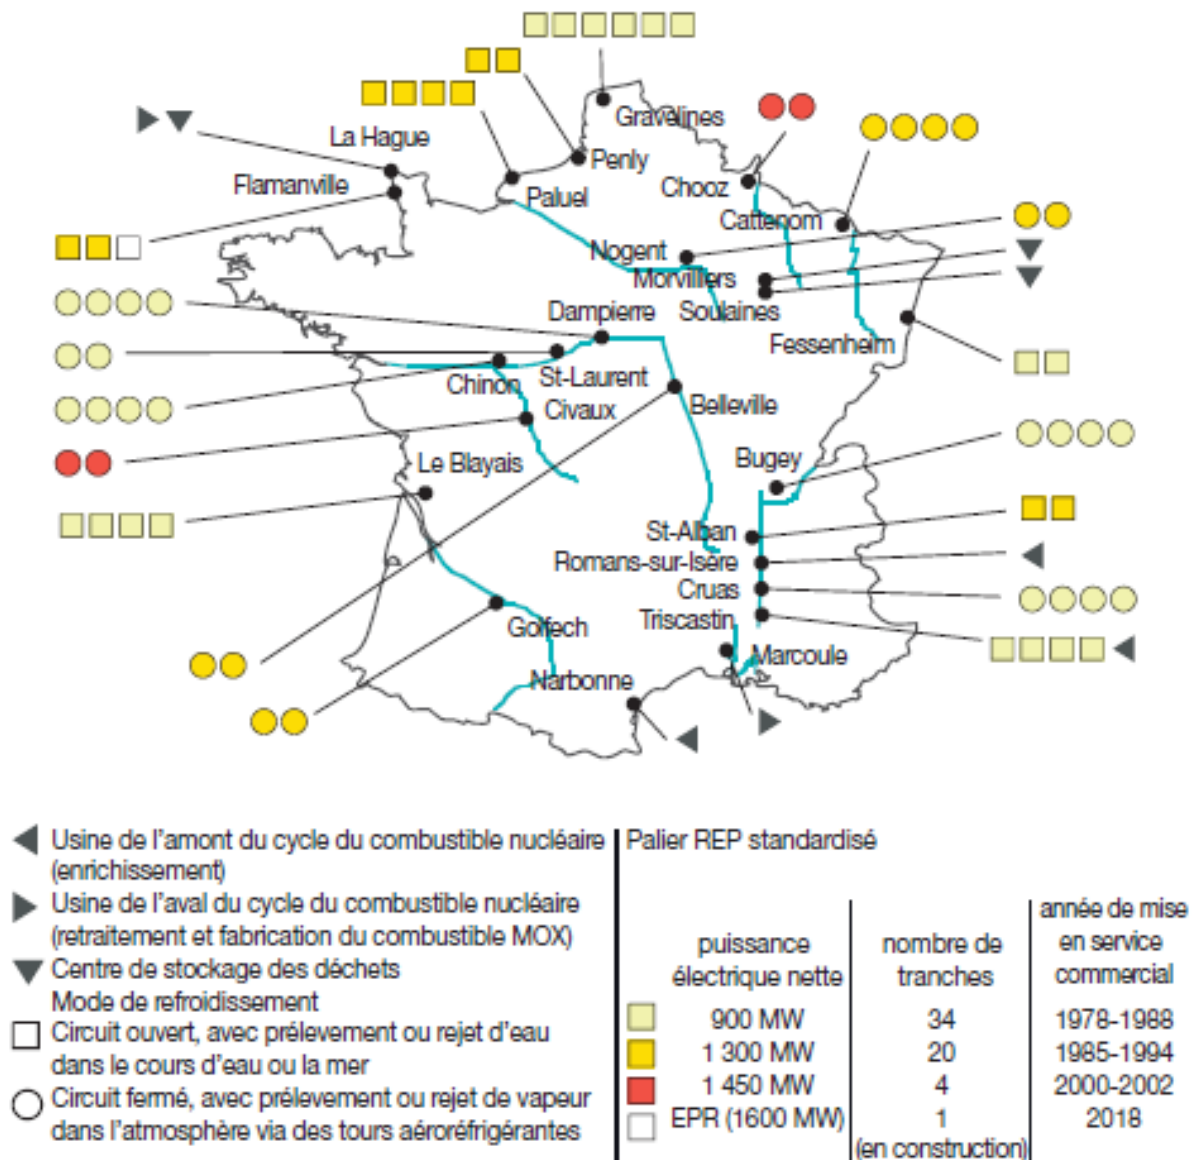 Gravelines
La Hague
Penly
Flamanville
Paluel
Chooz
Cattenom
Nogent
Morvilliers
Dampierre
Soulaines
Fessenheim
St-Laurent
Chinon
Belleville
Civaux
Le Blayais
Bugey
St-Alban
Romans-sur-Isère
Cruas
Triscastin
Golfech
Marcoule
Narbonne
Usine de l'amont du cycle du combustible nucléaire
(enrichissement)
Usine de l'aval du cycle du combustible nucléaire
(retraitement et fabrication du combustible MOX)
Centre de stockage des déchets
Mode de refroidissement
Circuit ouvert, avec prélevement ou rejet d'eau
dans le cours d'eau ou la mer
Circuit fermé, avec prélevement ou rejet de vapeur
dans l'atmosphère via des tours aéroréfrigérantes
Palier REP standardisé
puissance
électrique nette
nombre de
tranches
année de mise
en service
commercial
900 MW 34 1978-1988
1 300 MW 20 1985-1994
1 450 MW 4 2000-2002
EPR (1600 MW) 1 2018
(en construction)